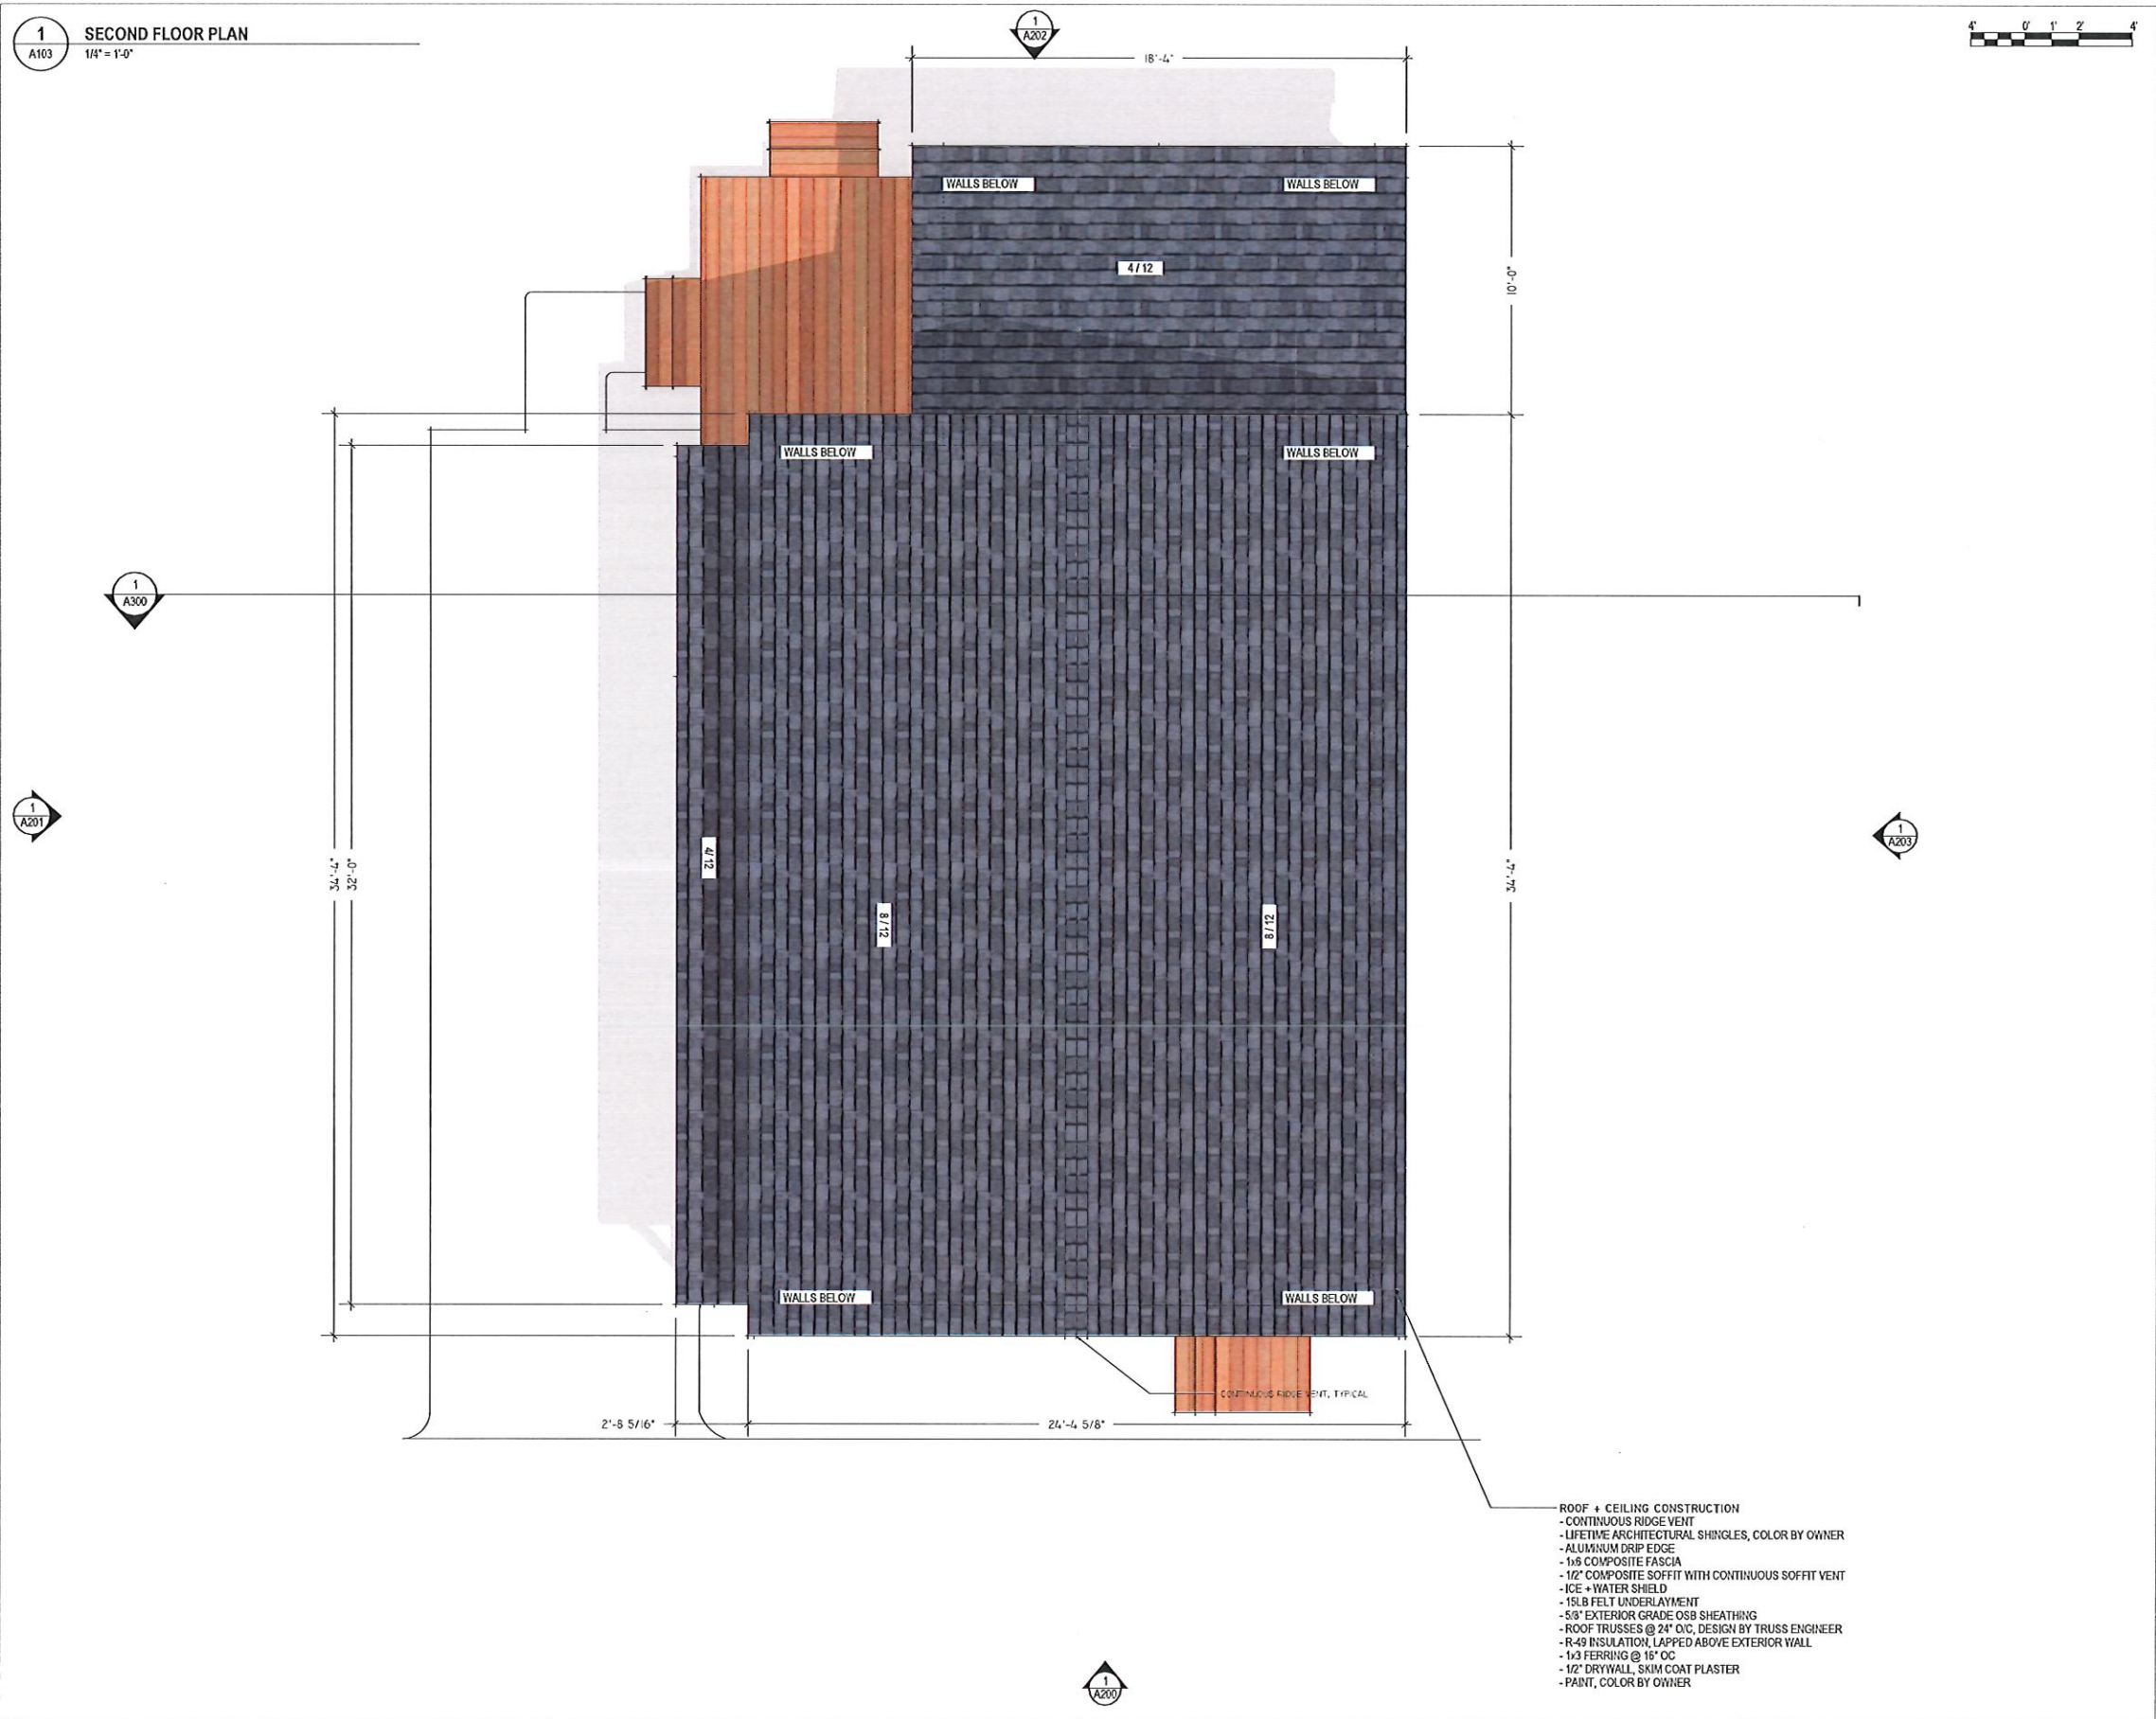 1
A103
SECOND FLOOR PLAN
1/4" = 1'-0"
1
A202
4' 0' 1' 2' 4'
18'-4"
WALLS BELOW
WALLS BELOW
4 / 12
10'-0"
WALLS BELOW
WALLS BELOW
1
A300
1
A201
1
A203
34'-4"
32'-0"
4/ 12
8 / 12
8 / 12
34'-4"
WALLS BELOW
WALLS BELOW
CONTINUOUS RIDGE VENT, TYPICAL
2'-8 5/16"
24'-4 5/8"
ROOF + CEILING CONSTRUCTION
- CONTINUOUS RIDGE VENT
- LIFETIME ARCHITECTURAL SHINGLES, COLOR BY OWNER
- ALUMINUM DRIP EDGE
- 1x6 COMPOSITE FASCIA
- 1/2" COMPOSITE SOFFIT WITH CONTINUOUS SOFFIT VENT
- ICE + WATER SHIELD
- 15LB FELT UNDERLAYMENT
- 5/8" EXTERIOR GRADE OSB SHEATHING
- ROOF TRUSSES @ 24" O/C, DESIGN BY TRUSS ENGINEER
- R-49 INSULATION, LAPPED ABOVE EXTERIOR WALL
- 1x3 FERRING @ 16" OC
- 1/2" DRYWALL, SKIM COAT PLASTER
- PAINT, COLOR BY OWNER
1
A200